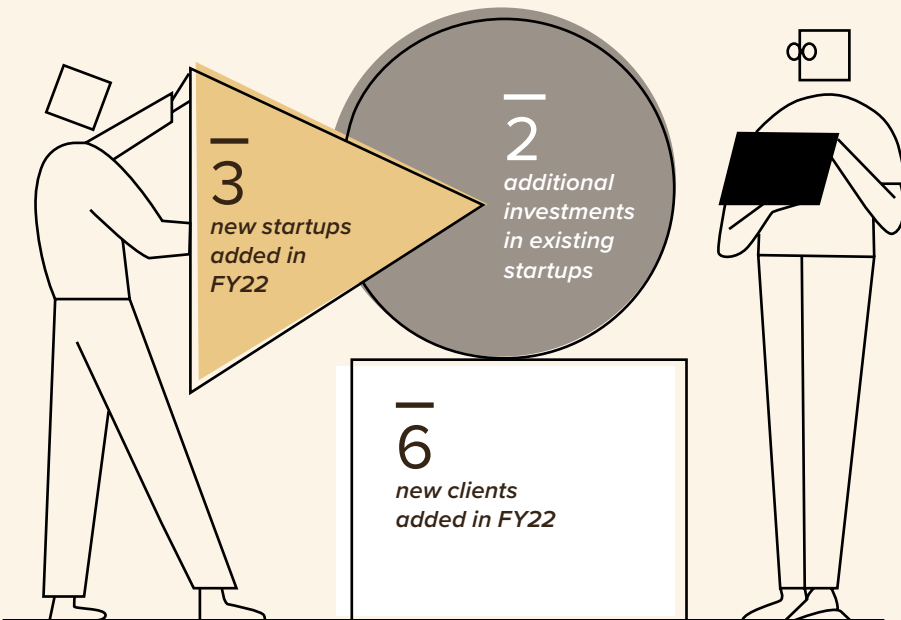 3
new startups
added in
FY22
2
additional
investments
in existing
startups
6
new clients
added in FY22